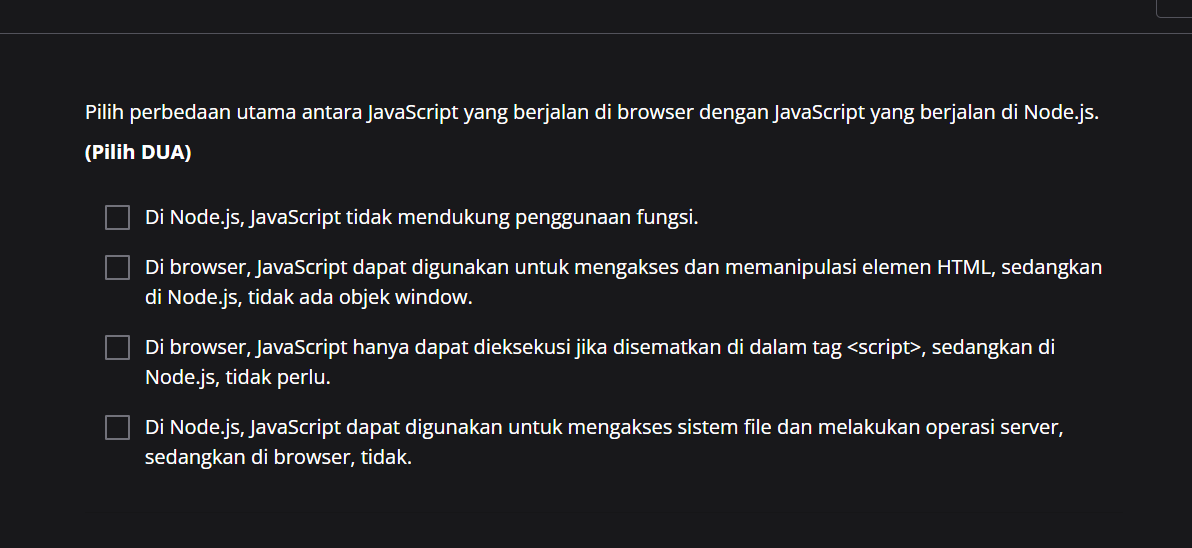 Pilih perbedaan utama antara JavaScript yang berjalan di browser dengan JavaScript yang berjalan di Node.js.
(Pilih DUA)
Di Node.js, JavaScript tidak mendukung penggunaan fungsi.
Di browser, JavaScript dapat digunakan untuk mengakses dan memanipulasi elemen HTML, sedangkan
di Node.js, tidak ada objek window.
Di browser, JavaScript hanya dapat dieksekusi jika disematkan di dalam tag <script>, sedangkan di
Node.js, tidak perlu.
Di Node.js, JavaScript dapat digunakan untuk mengakses sistem file dan melakukan operasi server,
sedangkan di browser, tidak.